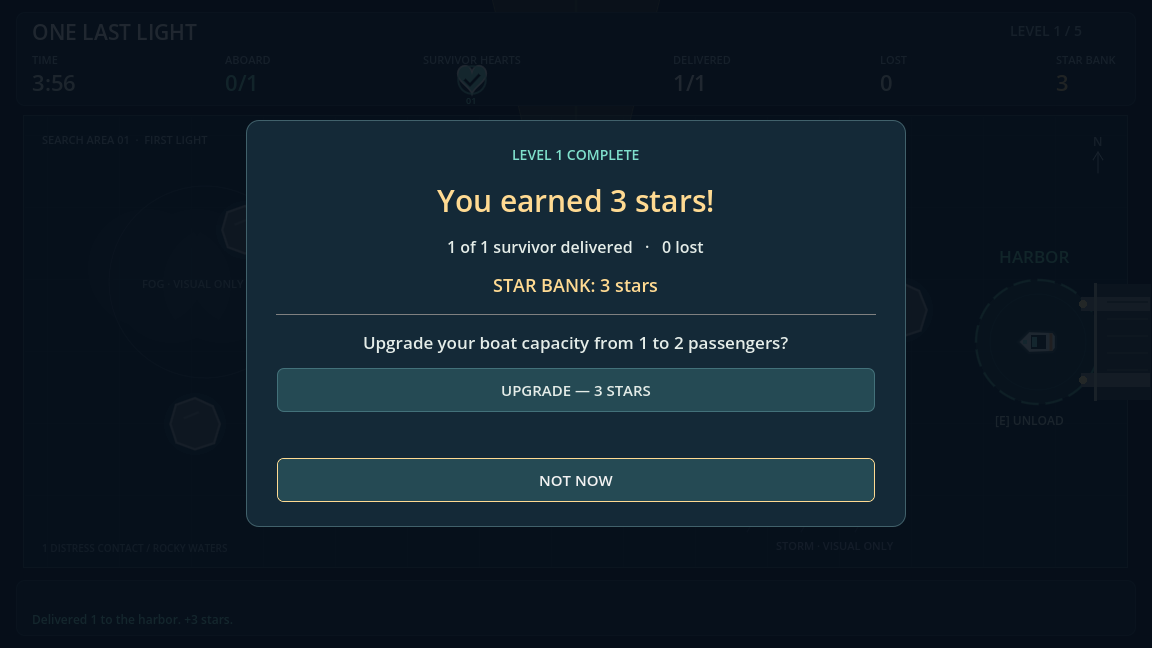 ONE LAST LIGHT
LEVEL 1 / 5
TIME
ABOARD
SURVIVOR HEARTS
DELIVERED
LOST
STAR BANK
3:56
0/1
1/1
0
3
01
SEARCH AREA 01 · FIRST LIGHT
N
LEVEL 1 COMPLETE
You earned 3 stars!
1 of 1 survivor delivered · 0 lost
STAR BANK: 3 stars
FOG / VISUAL ONLY
HARBOR
Upgrade your boat capacity from 1 to 2 passengers?
UPGRADE — 3 STARS
[E] UNLOAD
NOT NOW
1 DISTRESS CONTACT / ROCKY WATERS
STORM · VISUAL ONLY
Delivered 1 to the harbor. +3 stars.